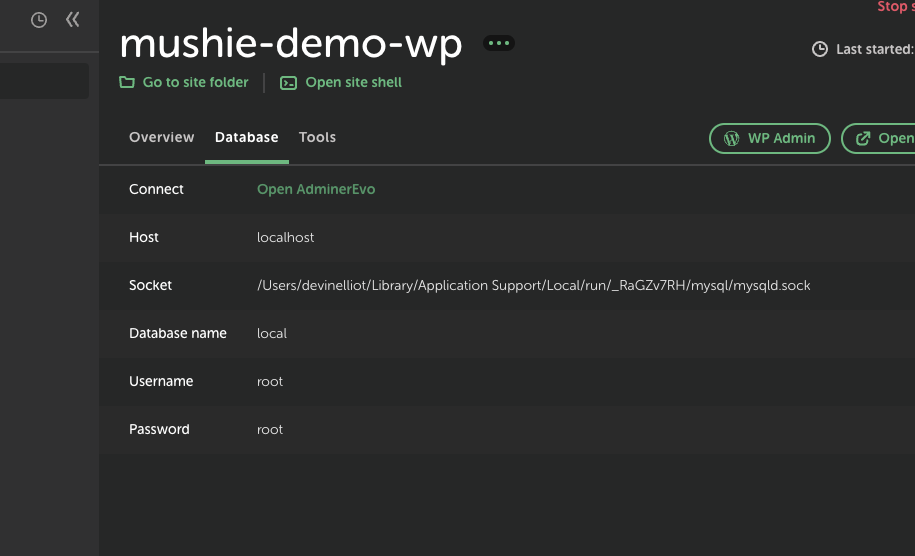 Stop s
mushie-demo-wp
Last started:
Go to site folder
Open site shell
Overview
Database
Tools
WP Admin
Open
Connect
Open AdminerEvo
Host
localhost
Socket
/Users/devinelliot/Library/Application Support/Local/run/_RaGZv7RH/mysql/mysqld.sock
Database name
local
Username
root
Password
root